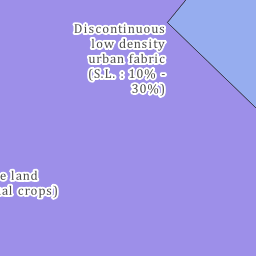 Discontinuous
low density
urban fabric
(S.L. : 10% -
30%)
e land
al crops)